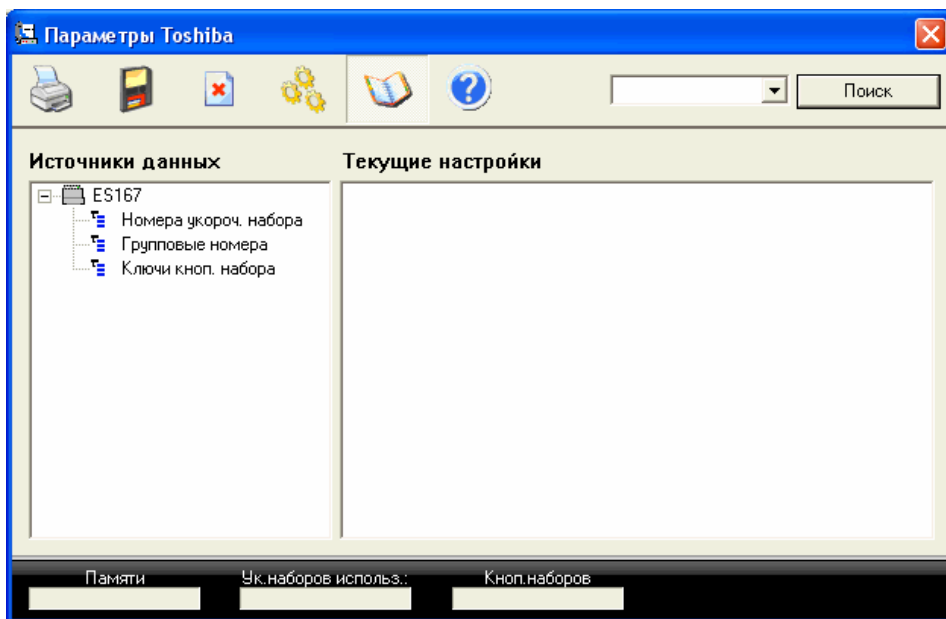 Параметры Toshiba
Поиск
Источники данных Текущие настройки
ES167
Номера укороч. набора
Групповые номера
Ключи кноп. набора
Памяти Ук.наборов использ.: Кноп.наборов